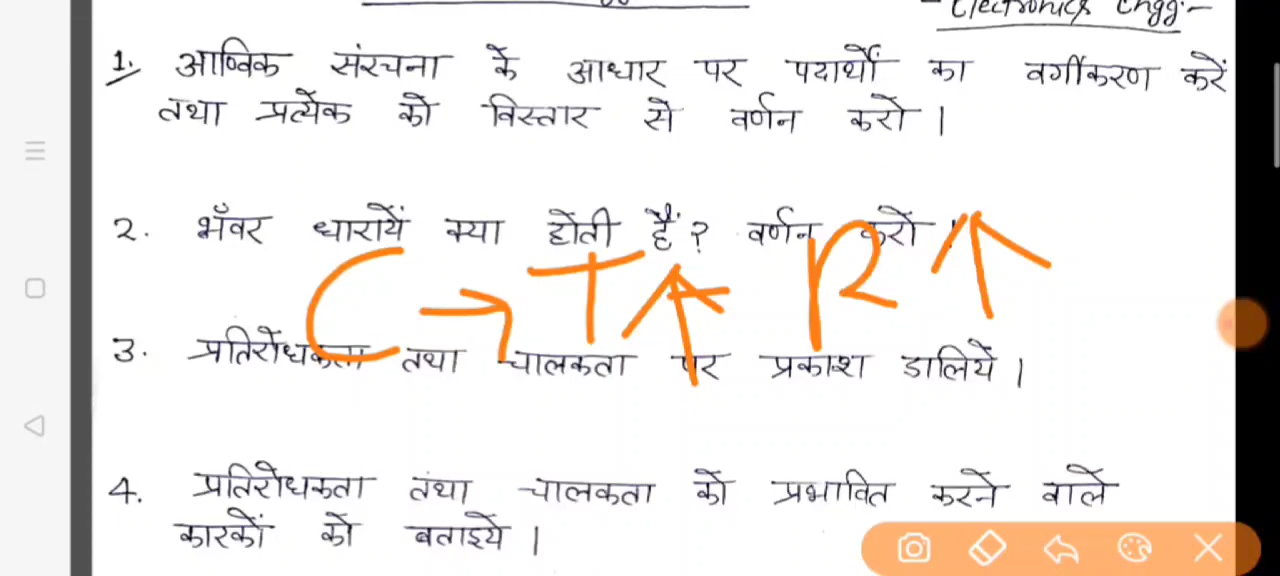 Electronics Engg:-
1. आण्विक संरचना के आधार पर पदार्थों का वर्गीकरण करें
तथा प्रत्येक को विस्तार से वर्णन करो।
2. भँवर धारायें क्या होती हैं? वर्णन करो।
C → T↑ R↑
3. प्रतिरोधकता तथा चालकता पर प्रकाश डालिये।
4. प्रतिरोधकता तथा चालकता को प्रभावित करने वाले
कारकों को बताइये।